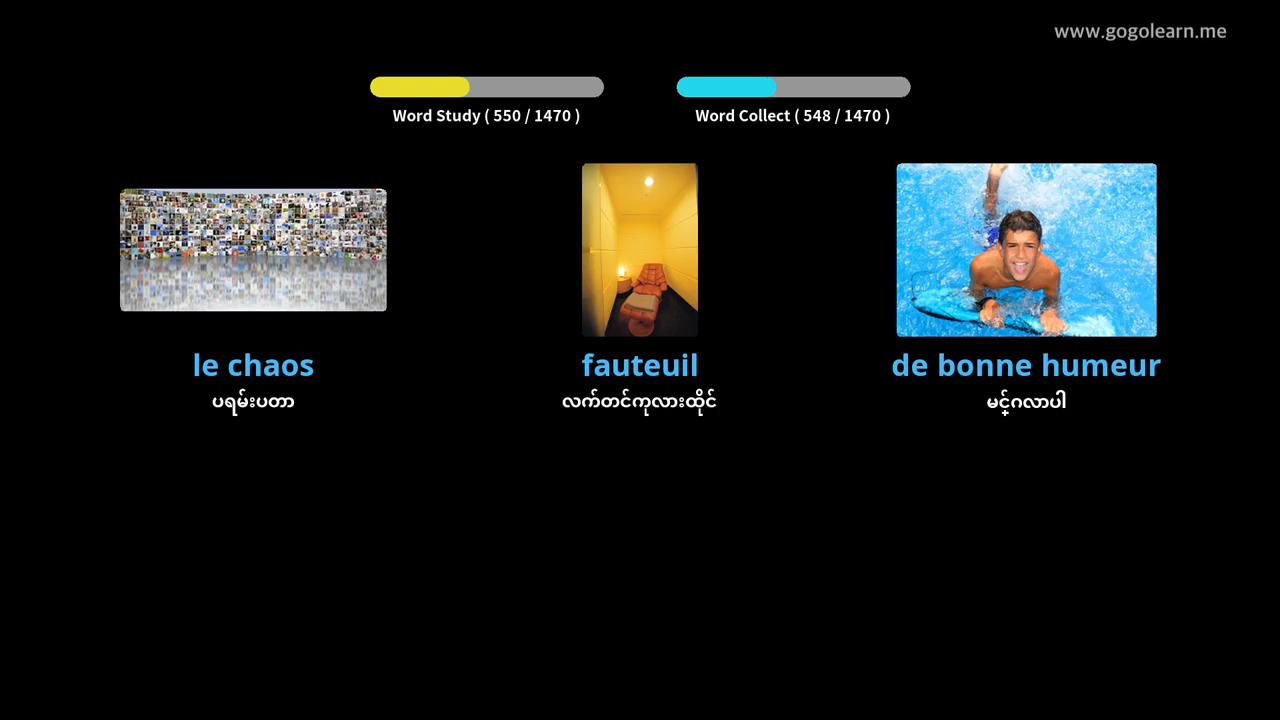 www.gogolearn.me
Word Study ( 550 / 1470 )
Word Collect ( 548 / 1470 )
le chaos
fauteuil
de bonne humeur
ပရမ်းပတာ
လက်တင်ကုလားထိုင်
မင်္ဂလာပါ